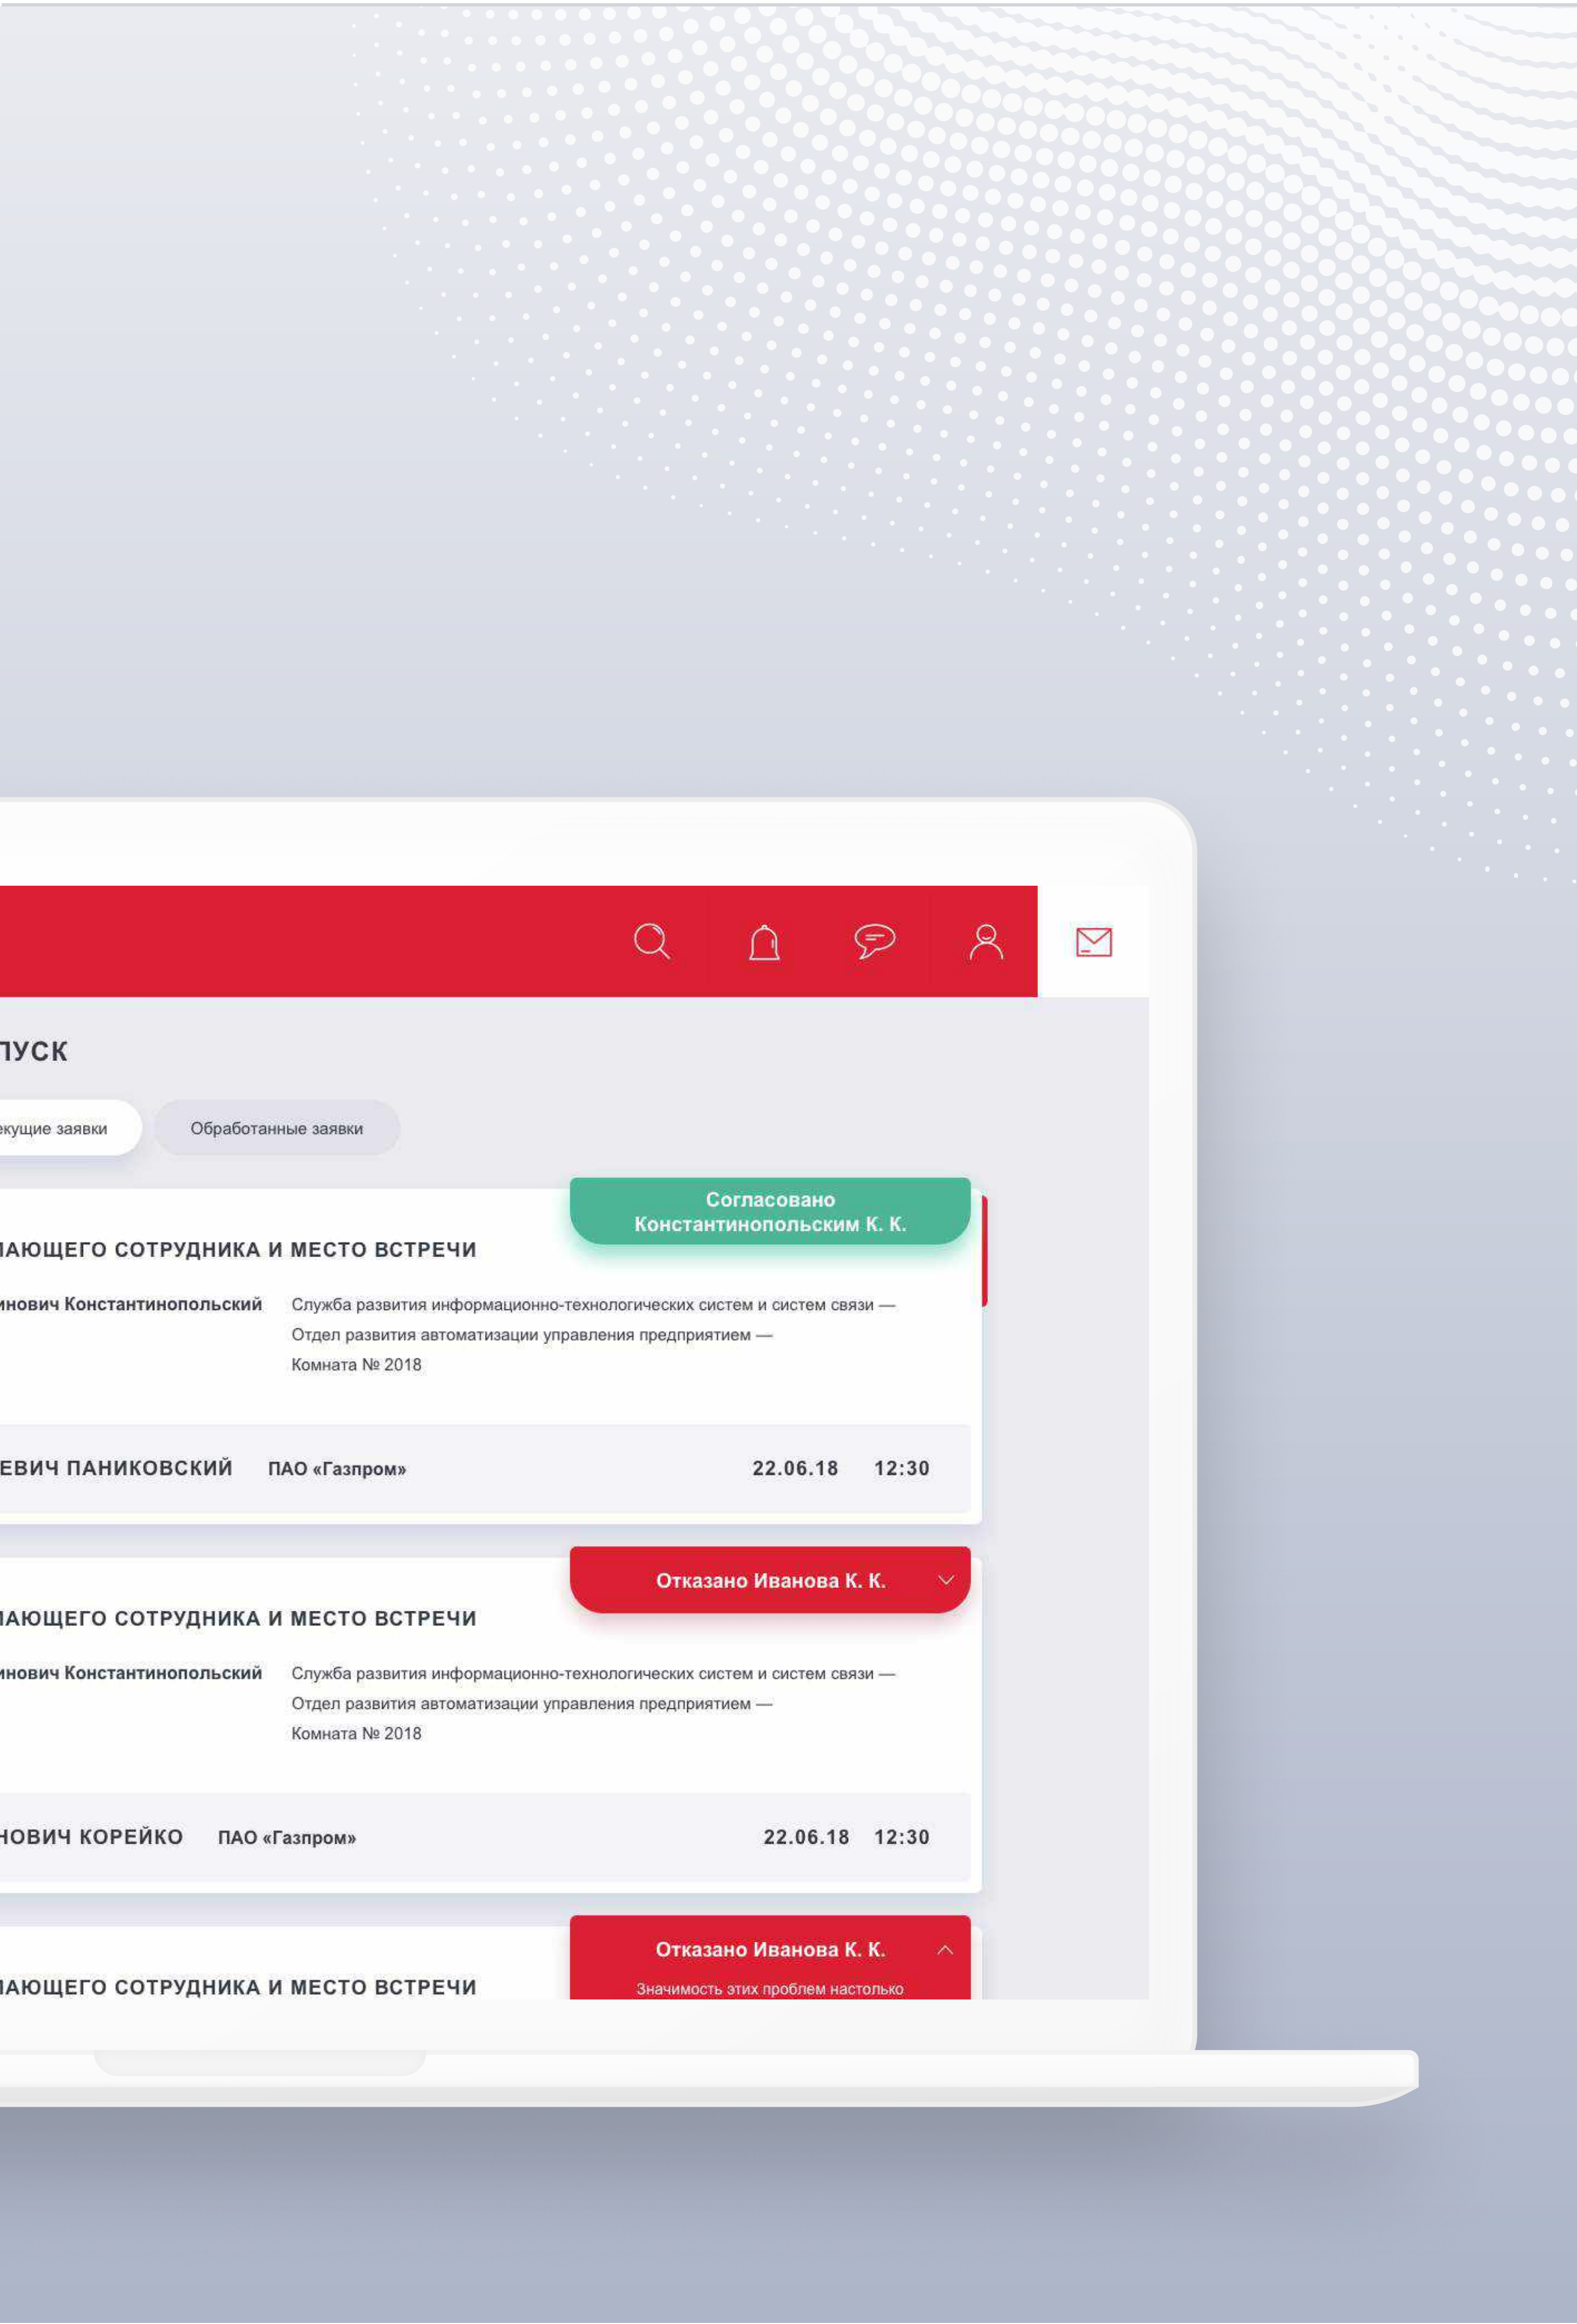 ПУСК
екущие заявки
Обработанные заявки
Согласовано
Константинопольским К. К.
МАЮЩЕГО СОТРУДНИКА И МЕСТО ВСТРЕЧИ
инович Константинопольский
Служба развития информационно-технологических систем и систем связи —
Отдел развития автоматизации управления предприятием —
Комната № 2018
ЕВИЧ ПАНИКОВСКИЙ ПАО «Газпром» 22.06.18 12:30
Отказано Иванова К. К.
МАЮЩЕГО СОТРУДНИКА И МЕСТО ВСТРЕЧИ
инович Константинопольский
Служба развития информационно-технологических систем и систем связи —
Отдел развития автоматизации управления предприятием —
Комната № 2018
НОВИЧ КОРЕЙКО ПАО «Газпром» 22.06.18 12:30
Отказано Иванова К. К.
Значимость этих проблем настолько
МАЮЩЕГО СОТРУДНИКА И МЕСТО ВСТРЕЧИ